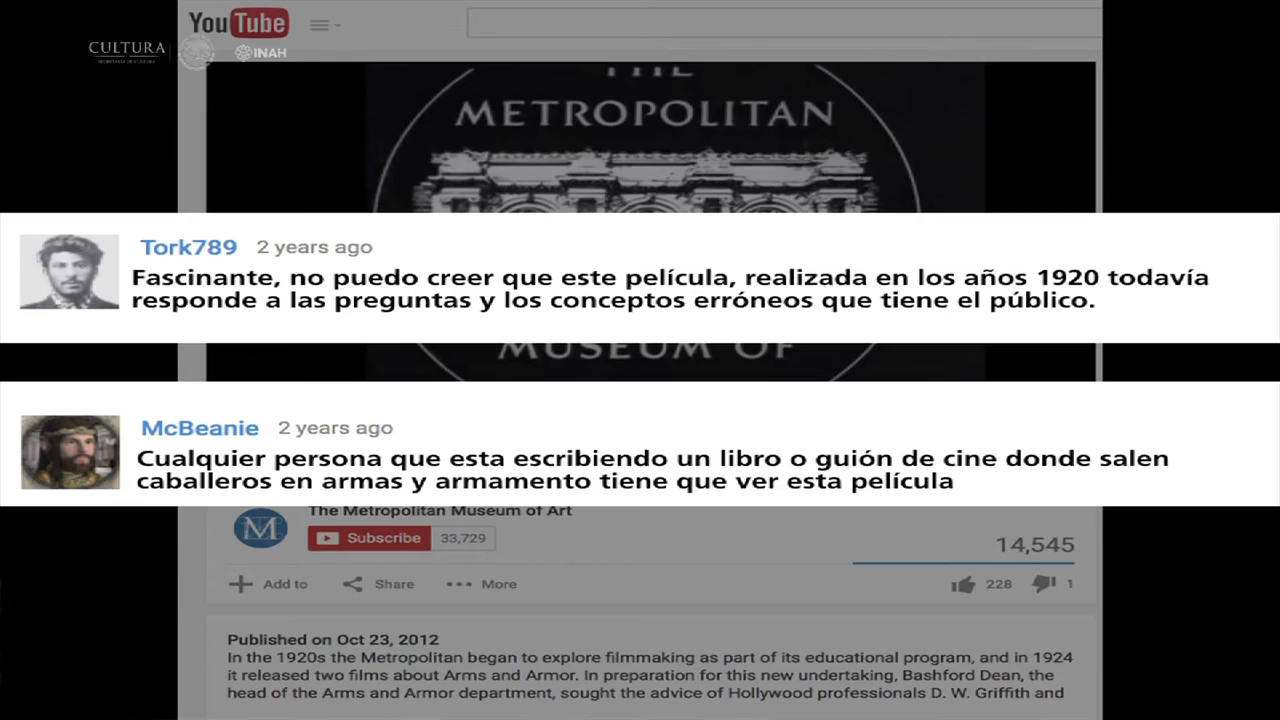 YouTube
CULTURA
SECRETARÍA DE CULTURA
INAH
THE
METROPOLITAN
Tork789 2 years ago
Fascinante, no puedo creer que este película, realizada en los años 1920 todavía
responde a las preguntas y los conceptos erróneos que tiene el público.
MUSEUM OF
McBeanie 2 years ago
Cualquier persona que esta escribiendo un libro o guión de cine donde salen
caballeros en armas y armamento tiene que ver esta película
M
The Metropolitan Museum of Art
Subscribe 33,729
14,545
Add to Share More 228 1
Published on Oct 23, 2012
In the 1920s the Metropolitan began to explore filmmaking as part of its educational program, and in 1924
it released two films about Arms and Armor. In preparation for this new undertaking, Bashford Dean, the
head of the Arms and Armor department, sought the advice of Hollywood professionals D. W. Griffith and